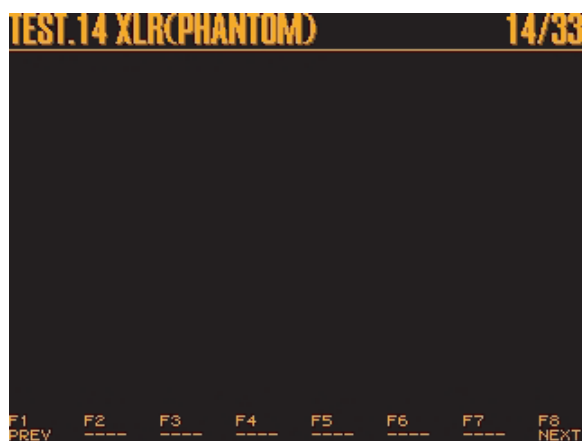 TEST.14 XLR(PHANTOM) 14/33
F1 F2 F3 F4 F5 F6 F7 F8
PREV ---- ---- ---- ---- ---- ---- NEXT